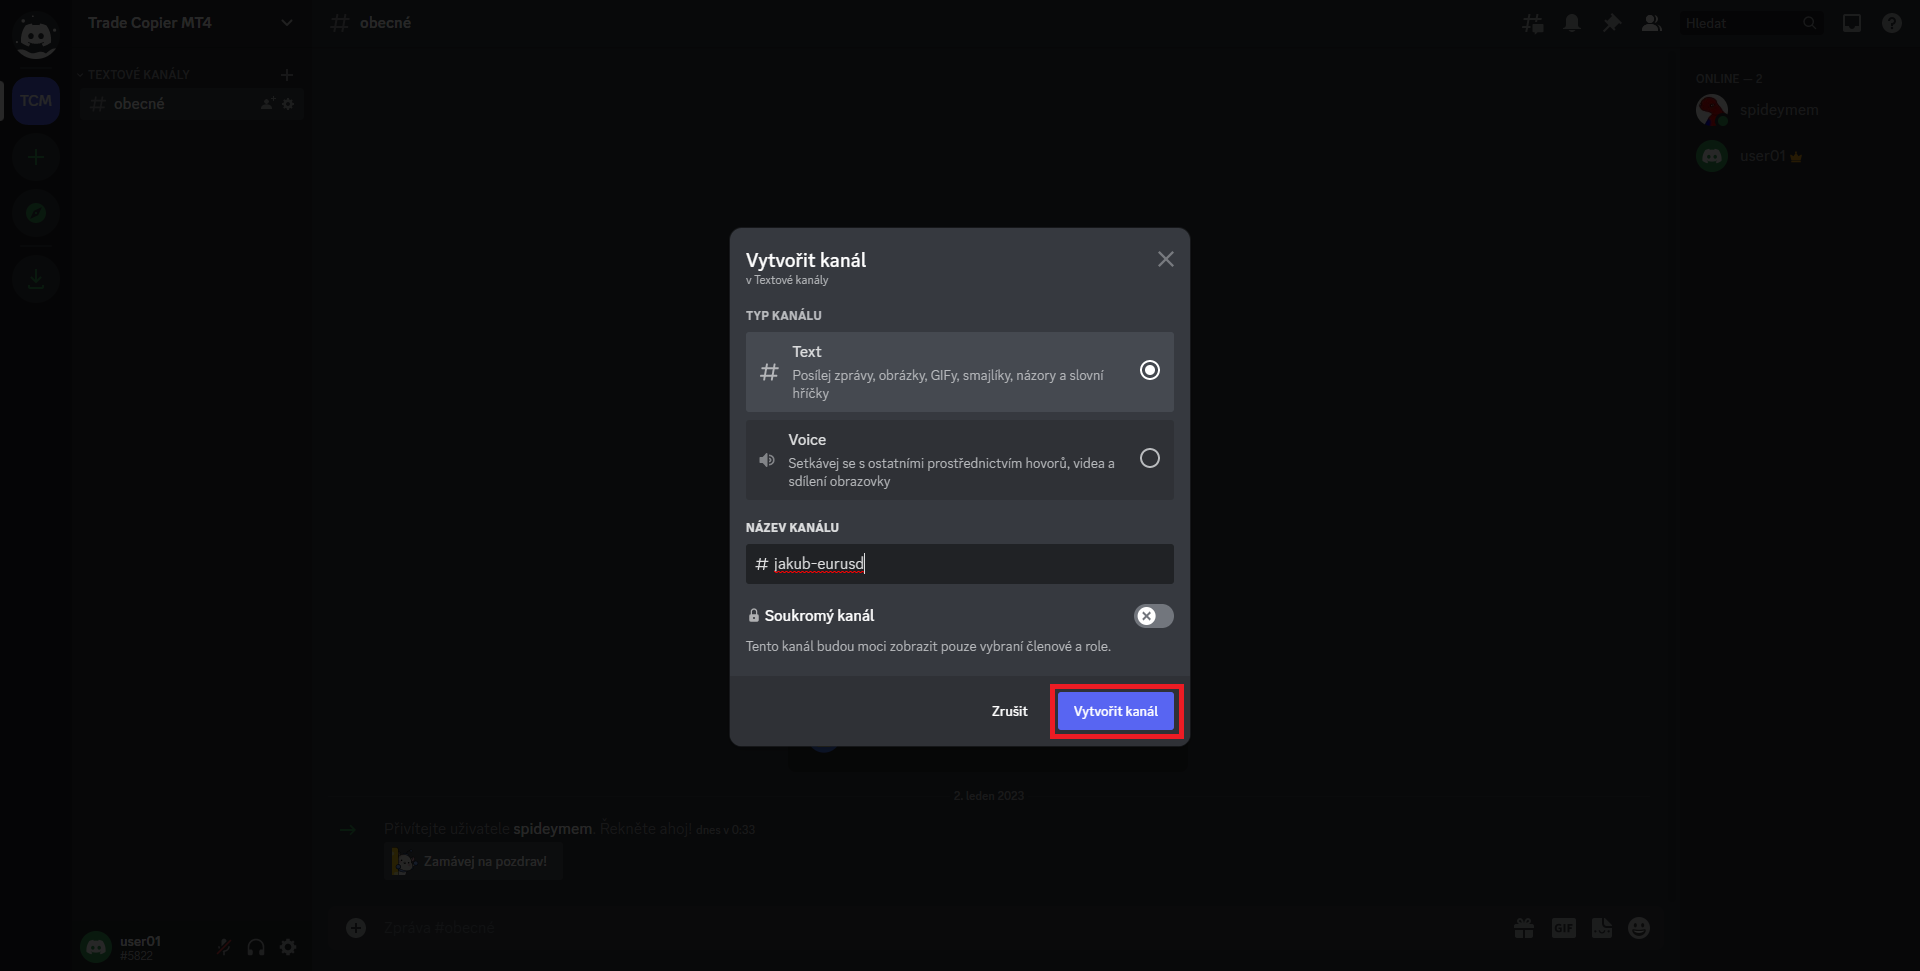 Trade Copier MT4
obecné
Hledat
TEXTOVÉ KANÁLY
TCM
obecné
ONLINE — 2
spideymem
user01
Vytvořit kanál
v Textové kanály
TYP KANÁLU
Text
Posílej zprávy, obrázky, GIFy, smajlíky, názory a slovní
hříčky
Voice
Setkávej se s ostatními prostřednictvím hovorů, videa a
sdílení obrazovky
NÁZEV KANÁLU
# jakub-eurusd
Soukromý kanál
Tento kanál budou moci zobrazit pouze vybraní členové a role.
Zrušit
Vytvořit kanál
2. leden 2023
Přivítejte uživatele spideymem. Řekněte ahoj! dnes v 0:33
Zamávej na pozdrav!
Zpráva #obecné
GIF
user01
#5822